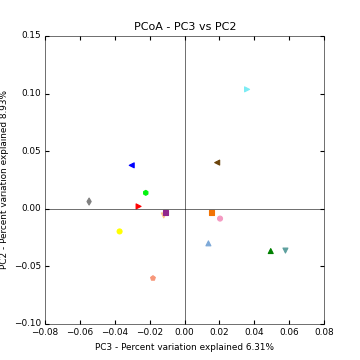 PCoA - PC3 vs PC2
0.15
0.10
0.05
0.00
−0.05
−0.10
PC2 - Percent variation explained 8.93%
−0.08 −0.06 −0.04 −0.02 0.00 0.02 0.04 0.06 0.08
PC3 - Percent variation explained 6.31%